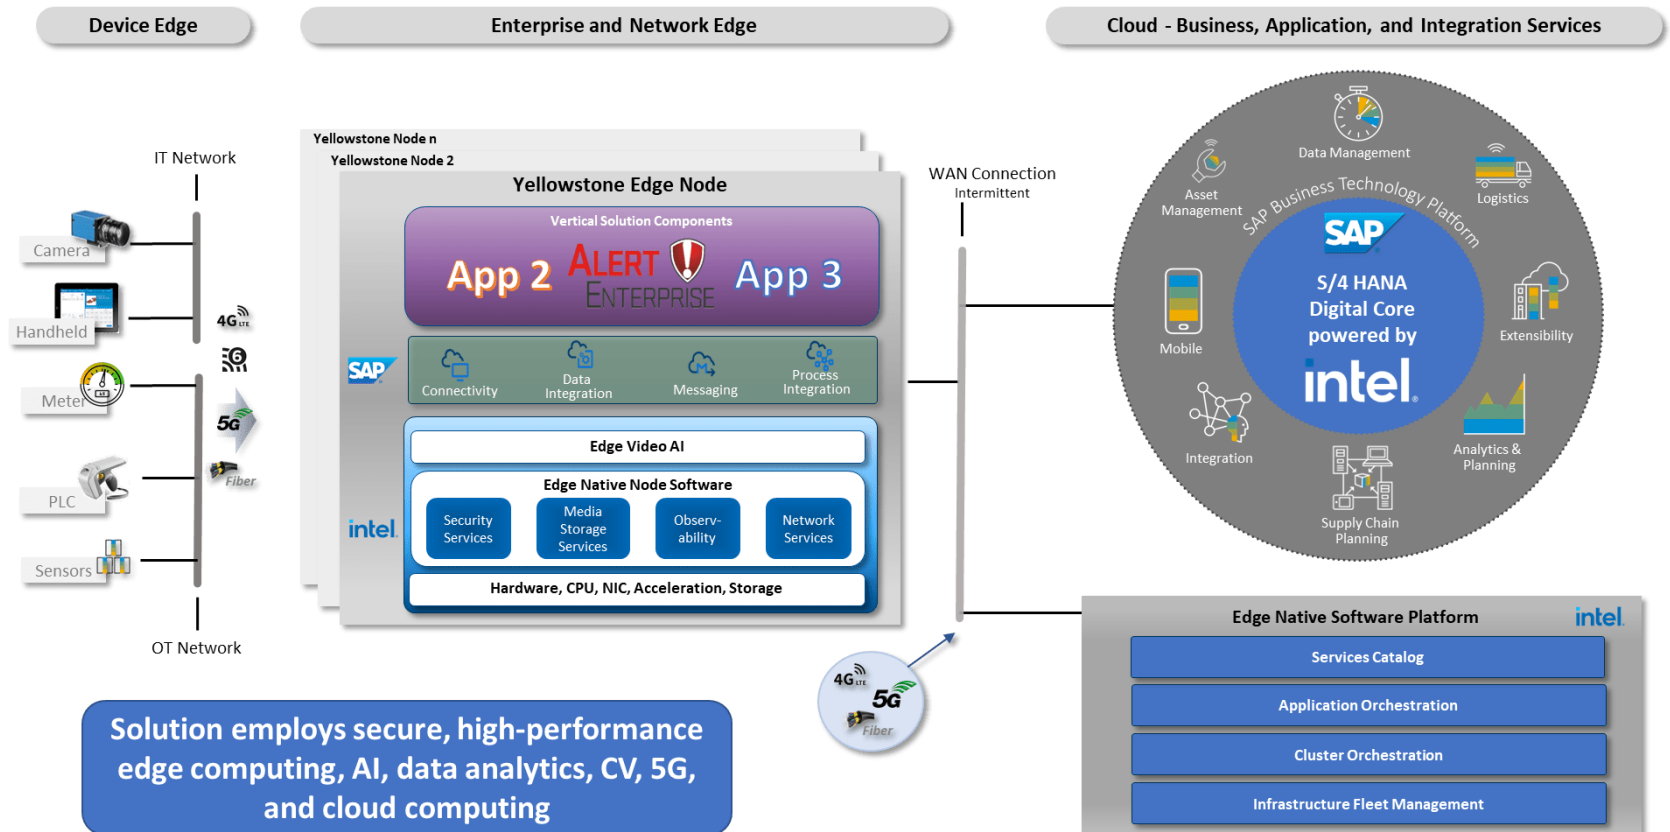 Device Edge
Enterprise and Network Edge
Cloud - Business, Application, and Integration Services
IT Network
Camera
Handheld
Meter
PLC
Sensors
OT Network
4G
LTE
6
5G
Fiber
Yellowstone Node n
Yellowstone Node 2
Yellowstone Edge Node
Vertical Solution Components
App 2
ALERT
ENTERPRISE
App 3
SAP
Connectivity
Data
Integration
Messaging
Process
Integration
intel.
Edge Video AI
Edge Native Node Software
Security
Services
Media
Storage
Services
Observ-
ability
Network
Services
Hardware, CPU, NIC, Acceleration, Storage
WAN Connection
Intermittent
4G
LTE
5G
Fiber
Data Management
Asset
Management
Logistics
SAP Business Technology Platform
Mobile
Extensibility
Integration
Analytics &
Planning
Supply Chain
Planning
SAP
S/4 HANA
Digital Core
powered by
intel.
Edge Native Software Platform
intel.
Services Catalog
Application Orchestration
Cluster Orchestration
Infrastructure Fleet Management
Solution employs secure, high-performance
edge computing, AI, data analytics, CV, 5G,
and cloud computing